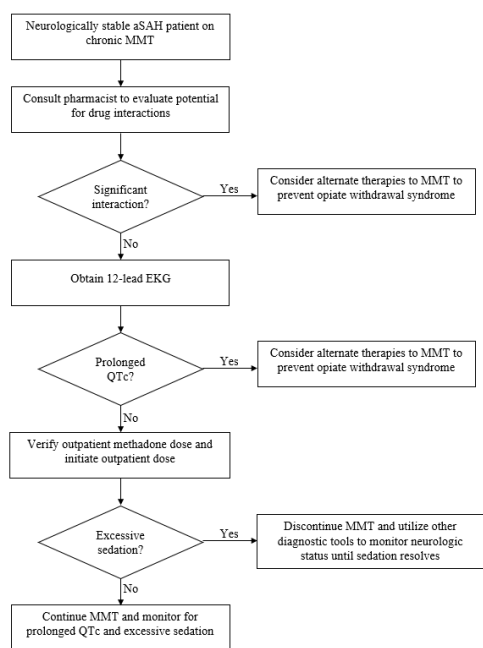 Neurologically stable aSAH patient on
chronic MMT
Consult pharmacist to evaluate potential
for drug interactions
Significant
interaction?
Yes
Consider alternate therapies to MMT to
prevent opiate withdrawal syndrome
No
Obtain 12-lead EKG
Prolonged
QTc?
Yes
Consider alternate therapies to MMT to
prevent opiate withdrawal syndrome
No
Verify outpatient methadone dose and
initiate outpatient dose
Excessive
sedation?
Yes
Discontinue MMT and utilize other
diagnostic tools to monitor neurologic
status until sedation resolves
No
Continue MMT and monitor for
prolonged QTc and excessive sedation